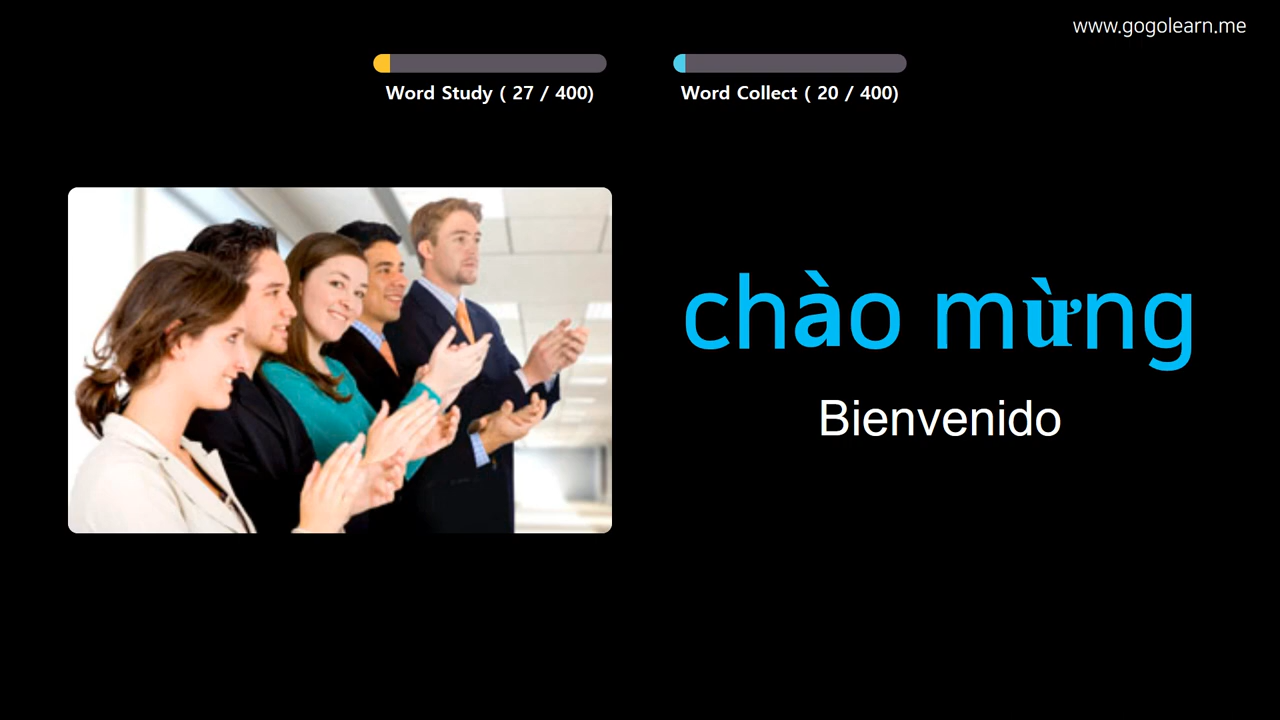 www.gogolearn.me
Word Study ( 27 / 400)
Word Collect ( 20 / 400)
chào mừng
Bienvenido